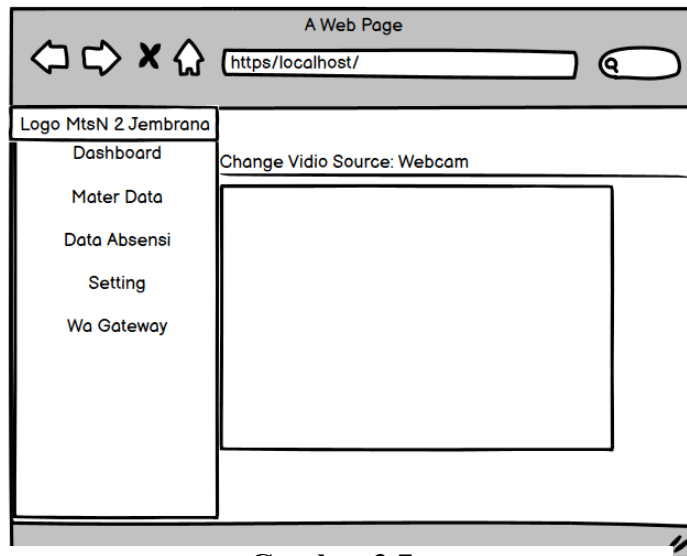 A Web Page
https/localhost/
Logo MtsN 2 Jembrana
Dashboard
Mater Data
Data Absensi
Setting
Wa Gateway
Change Vidio Source: Webcam